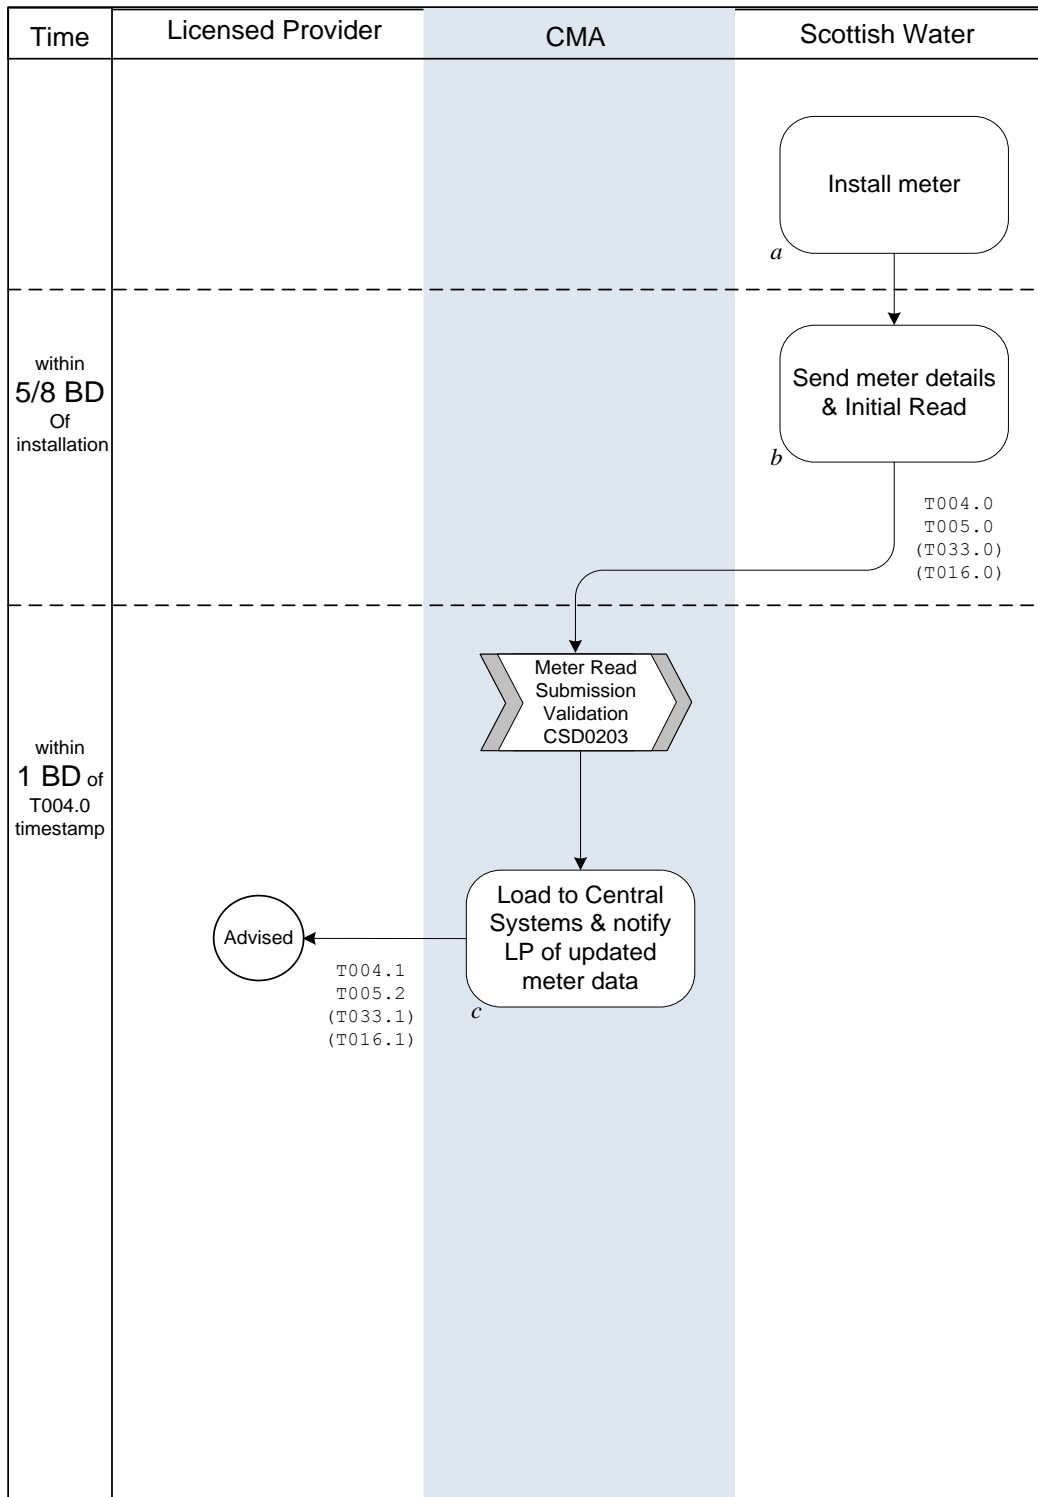 Time
Licensed Provider
CMA
Scottish Water
Install meter
a
within
5/8 BD
Of
installation
Send meter details
& Initial Read
b
T004.0
T005.0
(T033.0)
(T016.0)
within
1 BD of
T004.0
timestamp
Meter Read
Submission
Validation
CSD0203
Load to Central
Systems & notify
LP of updated
meter data
c
Advised
T004.1
T005.2
(T033.1)
(T016.1)